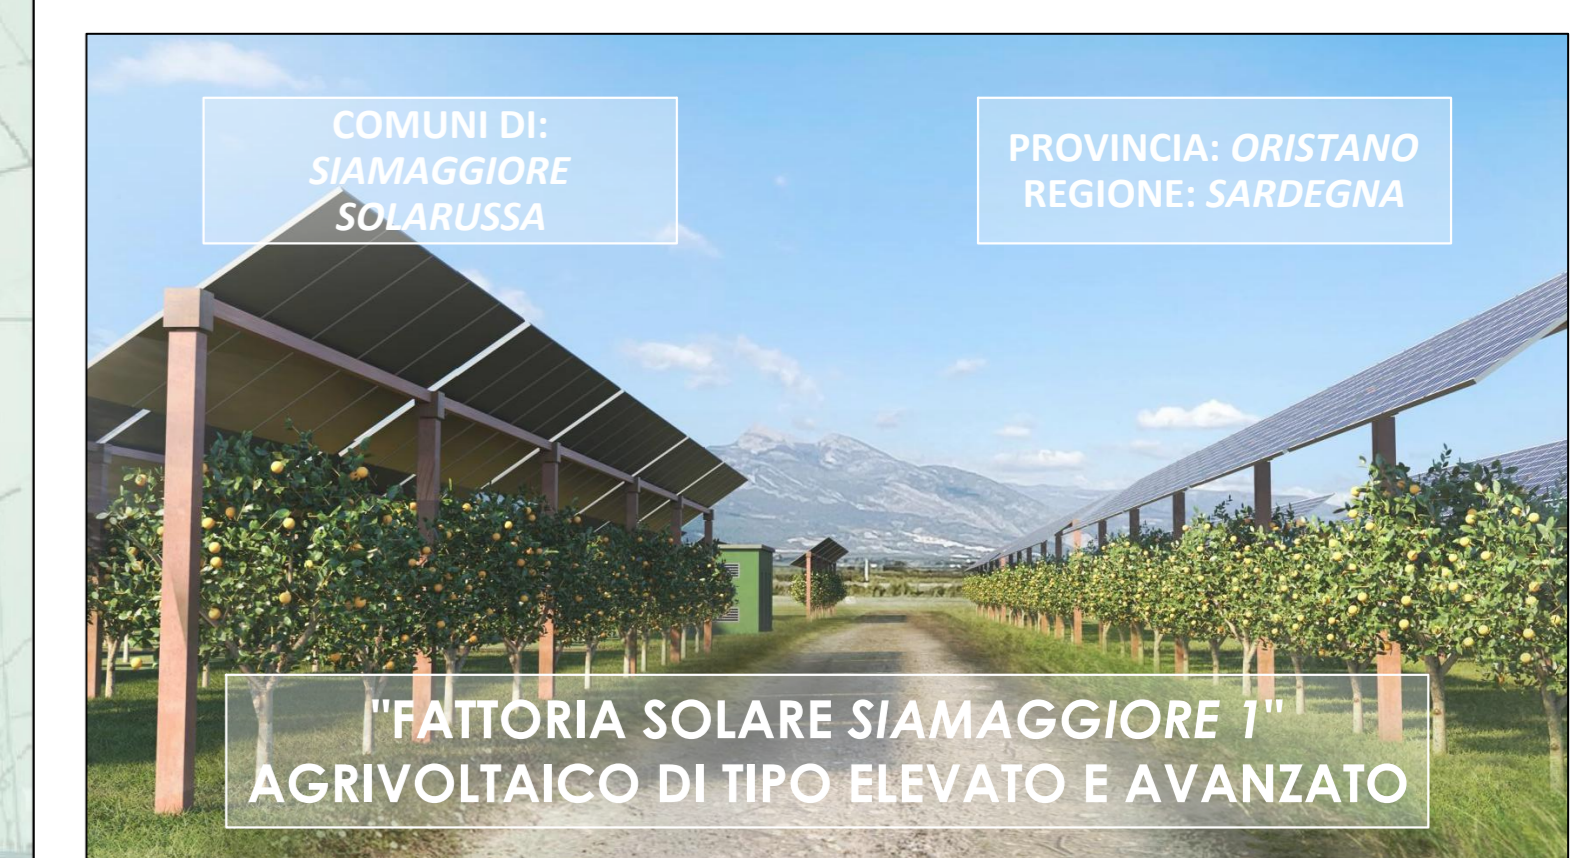 COMUNI DI:
SIAMAGGIORE
SOLARUSSA
PROVINCIA: ORISTANO
REGIONE: SARDEGNA
"FATTORIA SOLARE SIAMAGGIORE 1"
AGRIVOLTAICO DI TIPO ELEVATO E AVANZATO